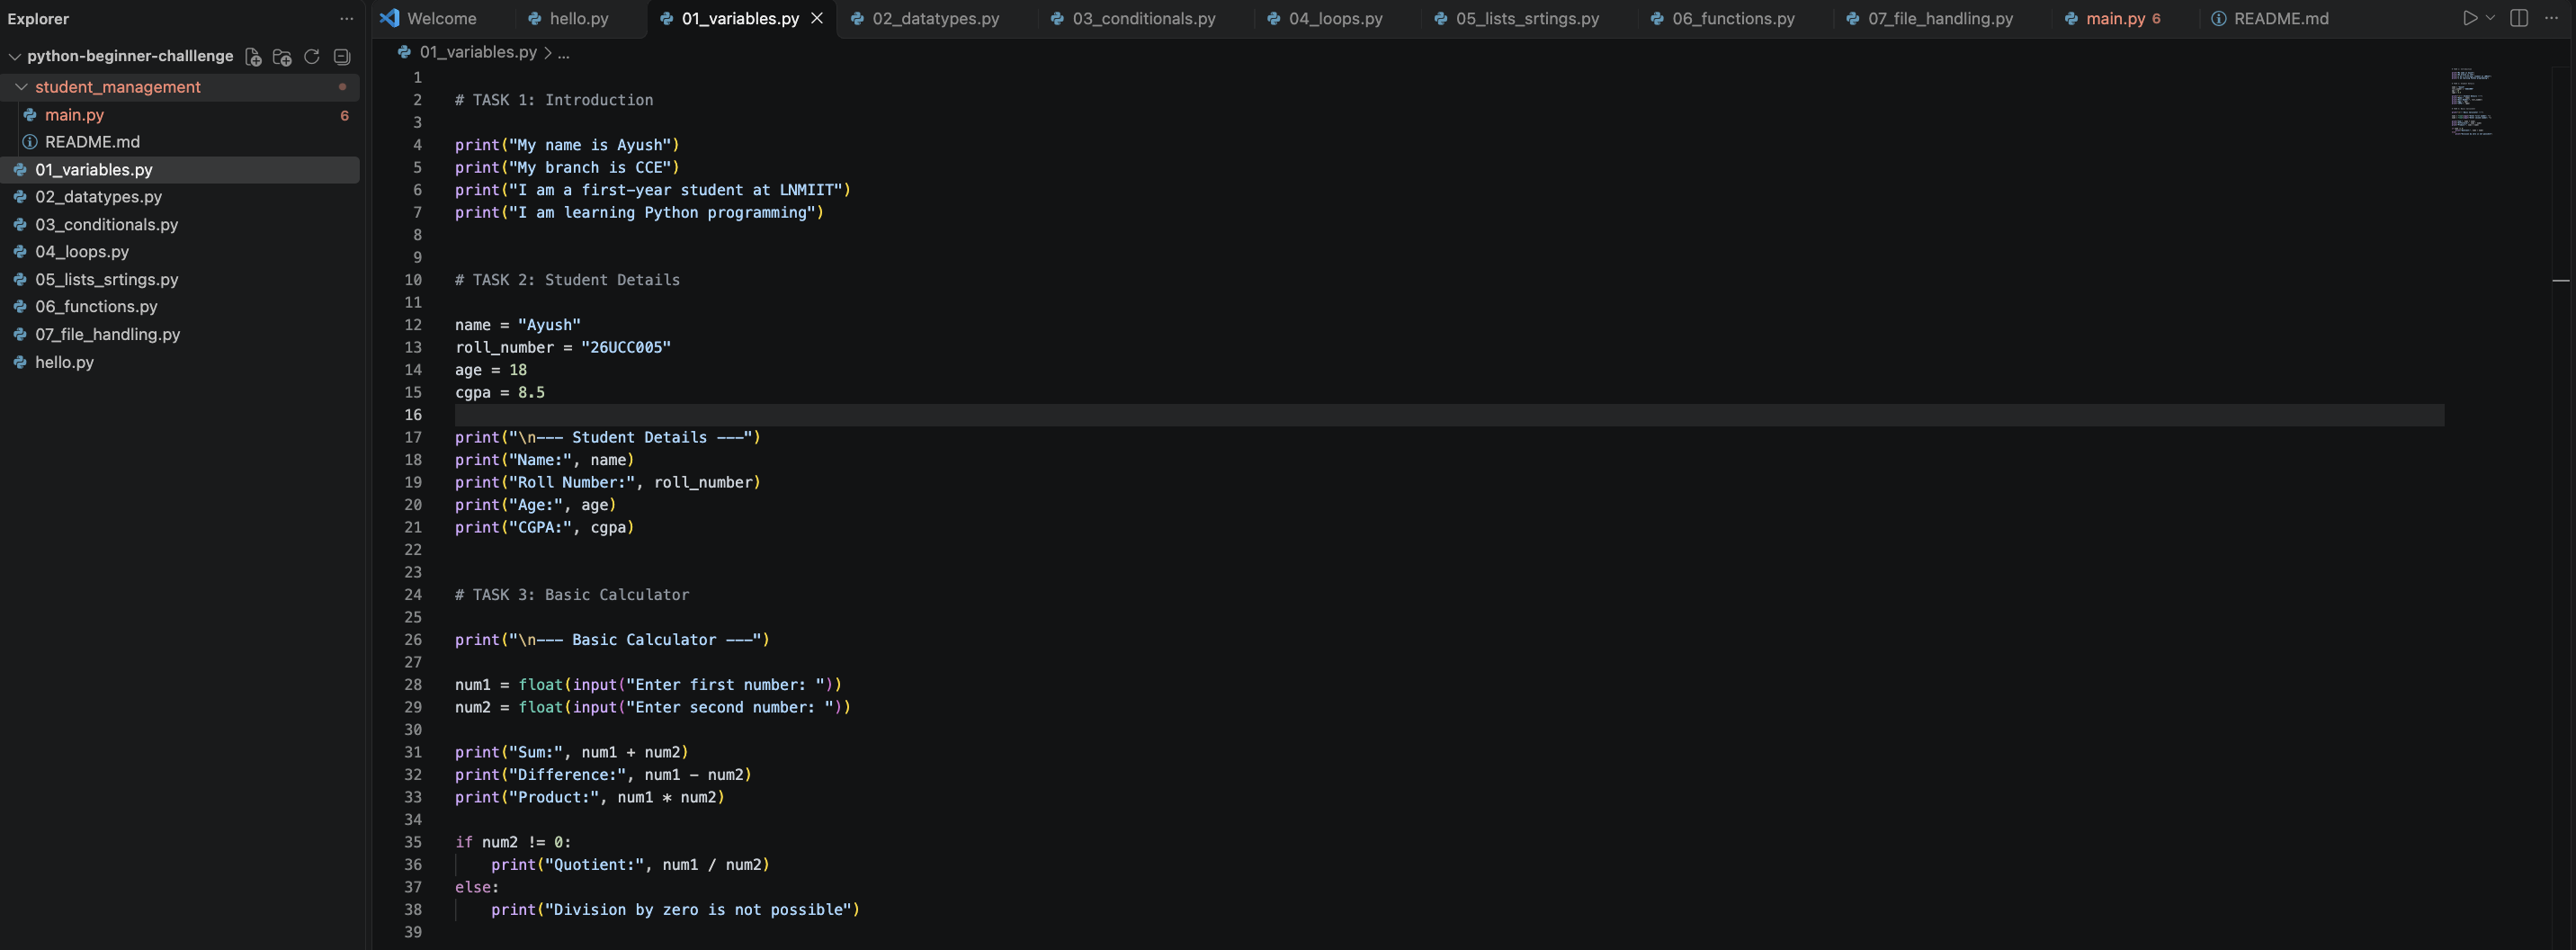 Explorer
python-beginner-challenge
student_management
main.py 6
README.md
01_variables.py
02_datatypes.py
03_conditionals.py
04_loops.py
05_lists_srtings.py
06_functions.py
07_file_handling.py
hello.py
Welcome hello.py 01_variables.py 02_datatypes.py 03_conditionals.py 04_loops.py 05_lists_srtings.py 06_functions.py 07_file_handling.py main.py 6 README.md
01_variables.py > ...
1
2 # TASK 1: Introduction
3
4 print("My name is Ayush")
5 print("My branch is CCE")
6 print("I am a first-year student at LNMIIT")
7 print("I am learning Python programming")
8
9
10 # TASK 2: Student Details
11
12 name = "Ayush"
13 roll_number = "26UCC005"
14 age = 18
15 cgpa = 8.5
16
17 print("\n--- Student Details ---")
18 print("Name:", name)
19 print("Roll Number:", roll_number)
20 print("Age:", age)
21 print("CGPA:", cgpa)
22
23
24 # TASK 3: Basic Calculator
25
26 print("\n--- Basic Calculator ---")
27
28 num1 = float(input("Enter first number: "))
29 num2 = float(input("Enter second number: "))
30
31 print("Sum:", num1 + num2)
32 print("Difference:", num1 - num2)
33 print("Product:", num1 * num2)
34
35 if num2 != 0:
36     print("Quotient:", num1 / num2)
37 else:
38     print("Division by zero is not possible")
39